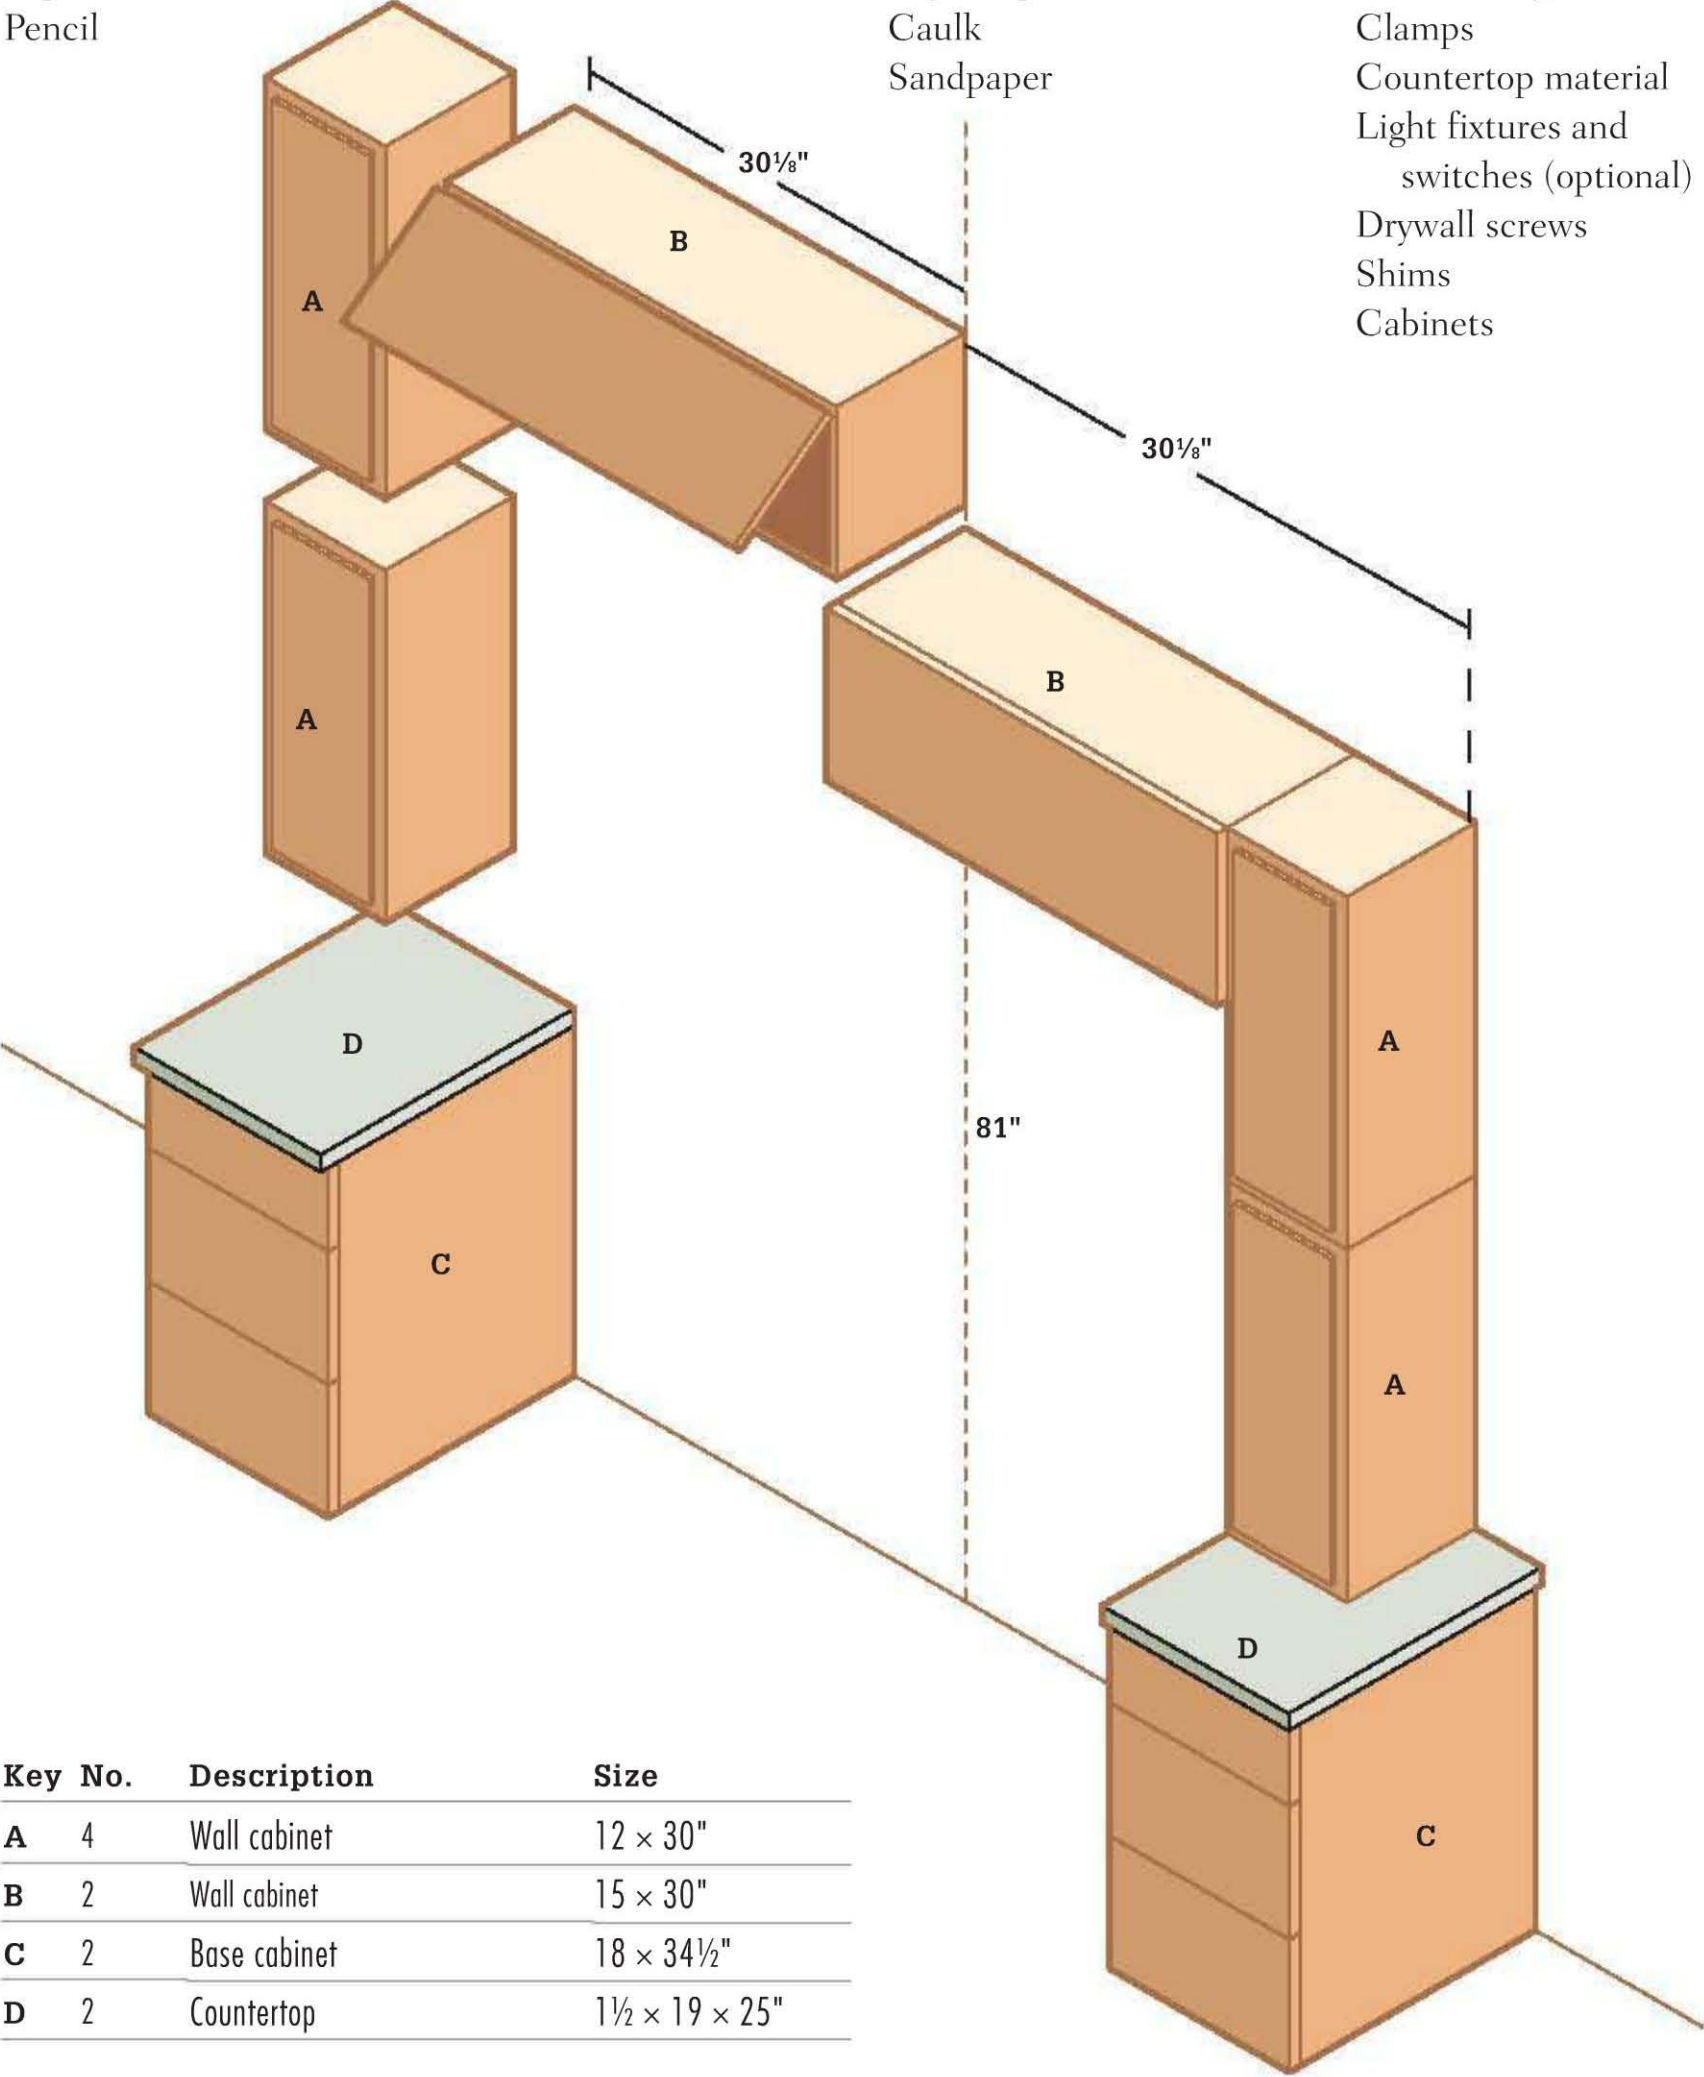 Pencil
Caulk
Sandpaper
Clamps
Countertop material
Light fixtures and
switches (optional)
Drywall screws
Shims
Cabinets
30⅛"
B
A
30⅛"
B
A
A
D
81"
C
A
D
C
Key No. Description Size
A 4 Wall cabinet 12 × 30"
B 2 Wall cabinet 15 × 30"
C 2 Base cabinet 18 × 34½"
D 2 Countertop 1½ × 19 × 25"